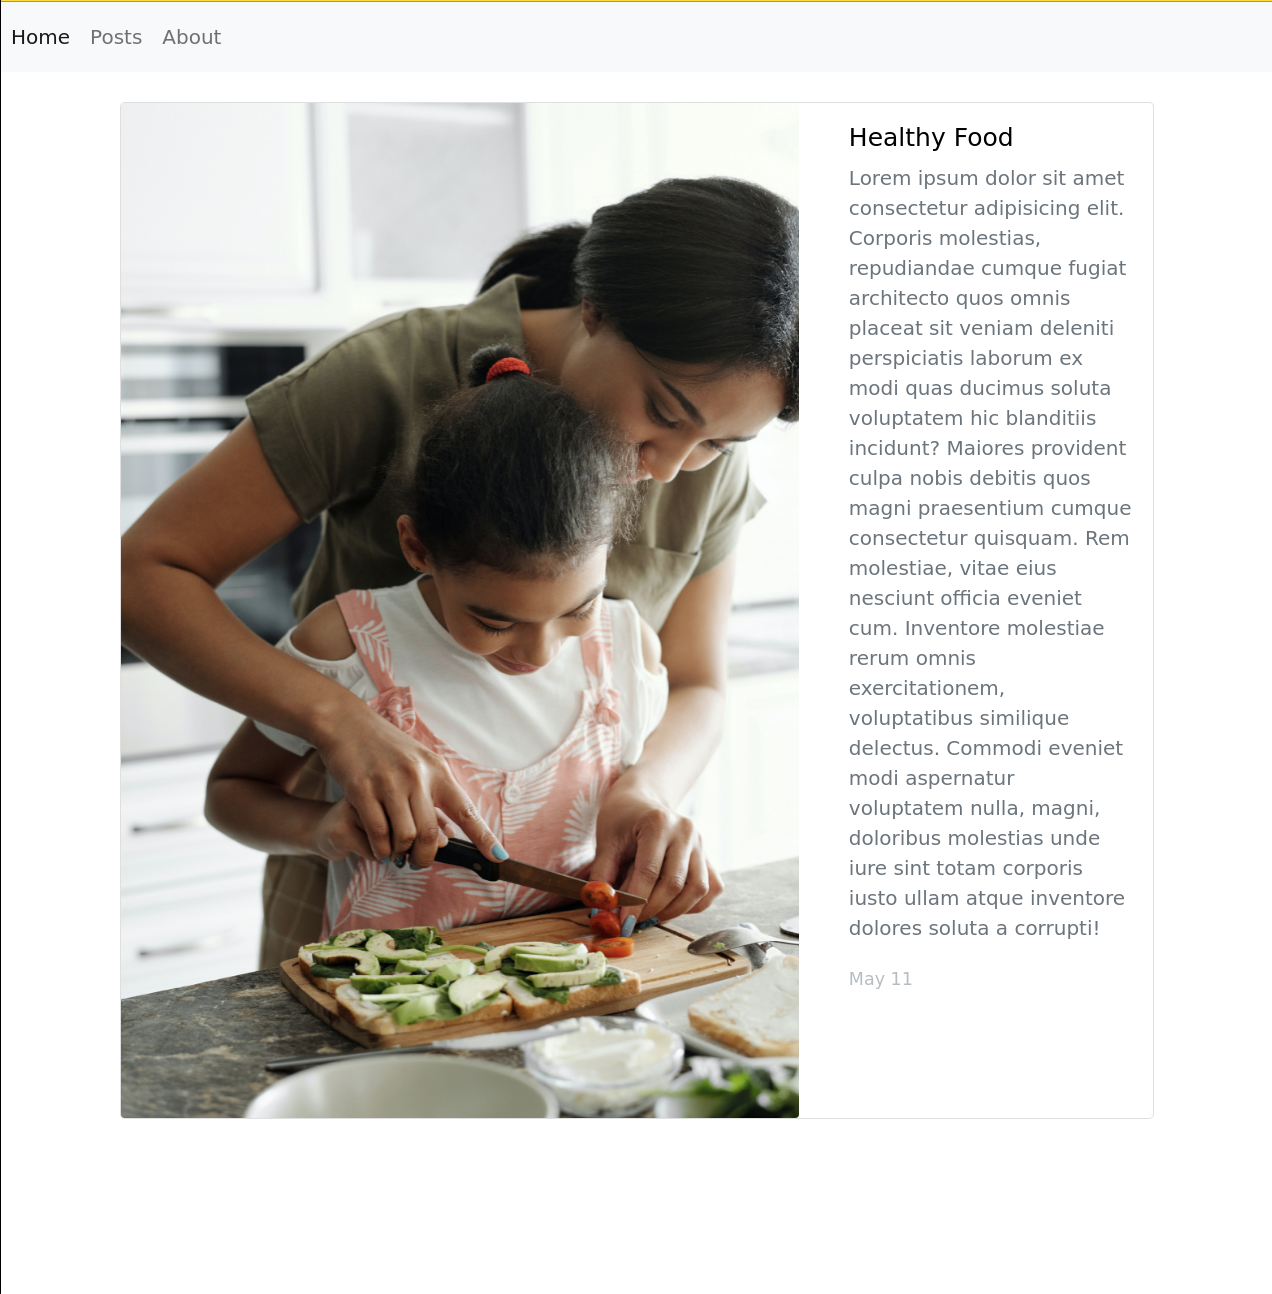 Home Posts About
Healthy Food
Lorem ipsum dolor sit amet
consectetur adipisicing elit.
Corporis molestias,
repudiandae cumque fugiat
architecto quos omnis
placeat sit veniam deleniti
perspiciatis laborum ex
modi quas ducimus soluta
voluptatem hic blanditiis
incidunt? Maiores provident
culpa nobis debitis quos
magni praesentium cumque
consectetur quisquam. Rem
molestiae, vitae eius
nesciunt officia eveniet
cum. Inventore molestiae
rerum omnis
exercitationem,
voluptatibus similique
delectus. Commodi eveniet
modi aspernatur
voluptatem nulla, magni,
doloribus molestias unde
iure sint totam corporis
iusto ullam atque inventore
dolores soluta a corrupti!
May 11